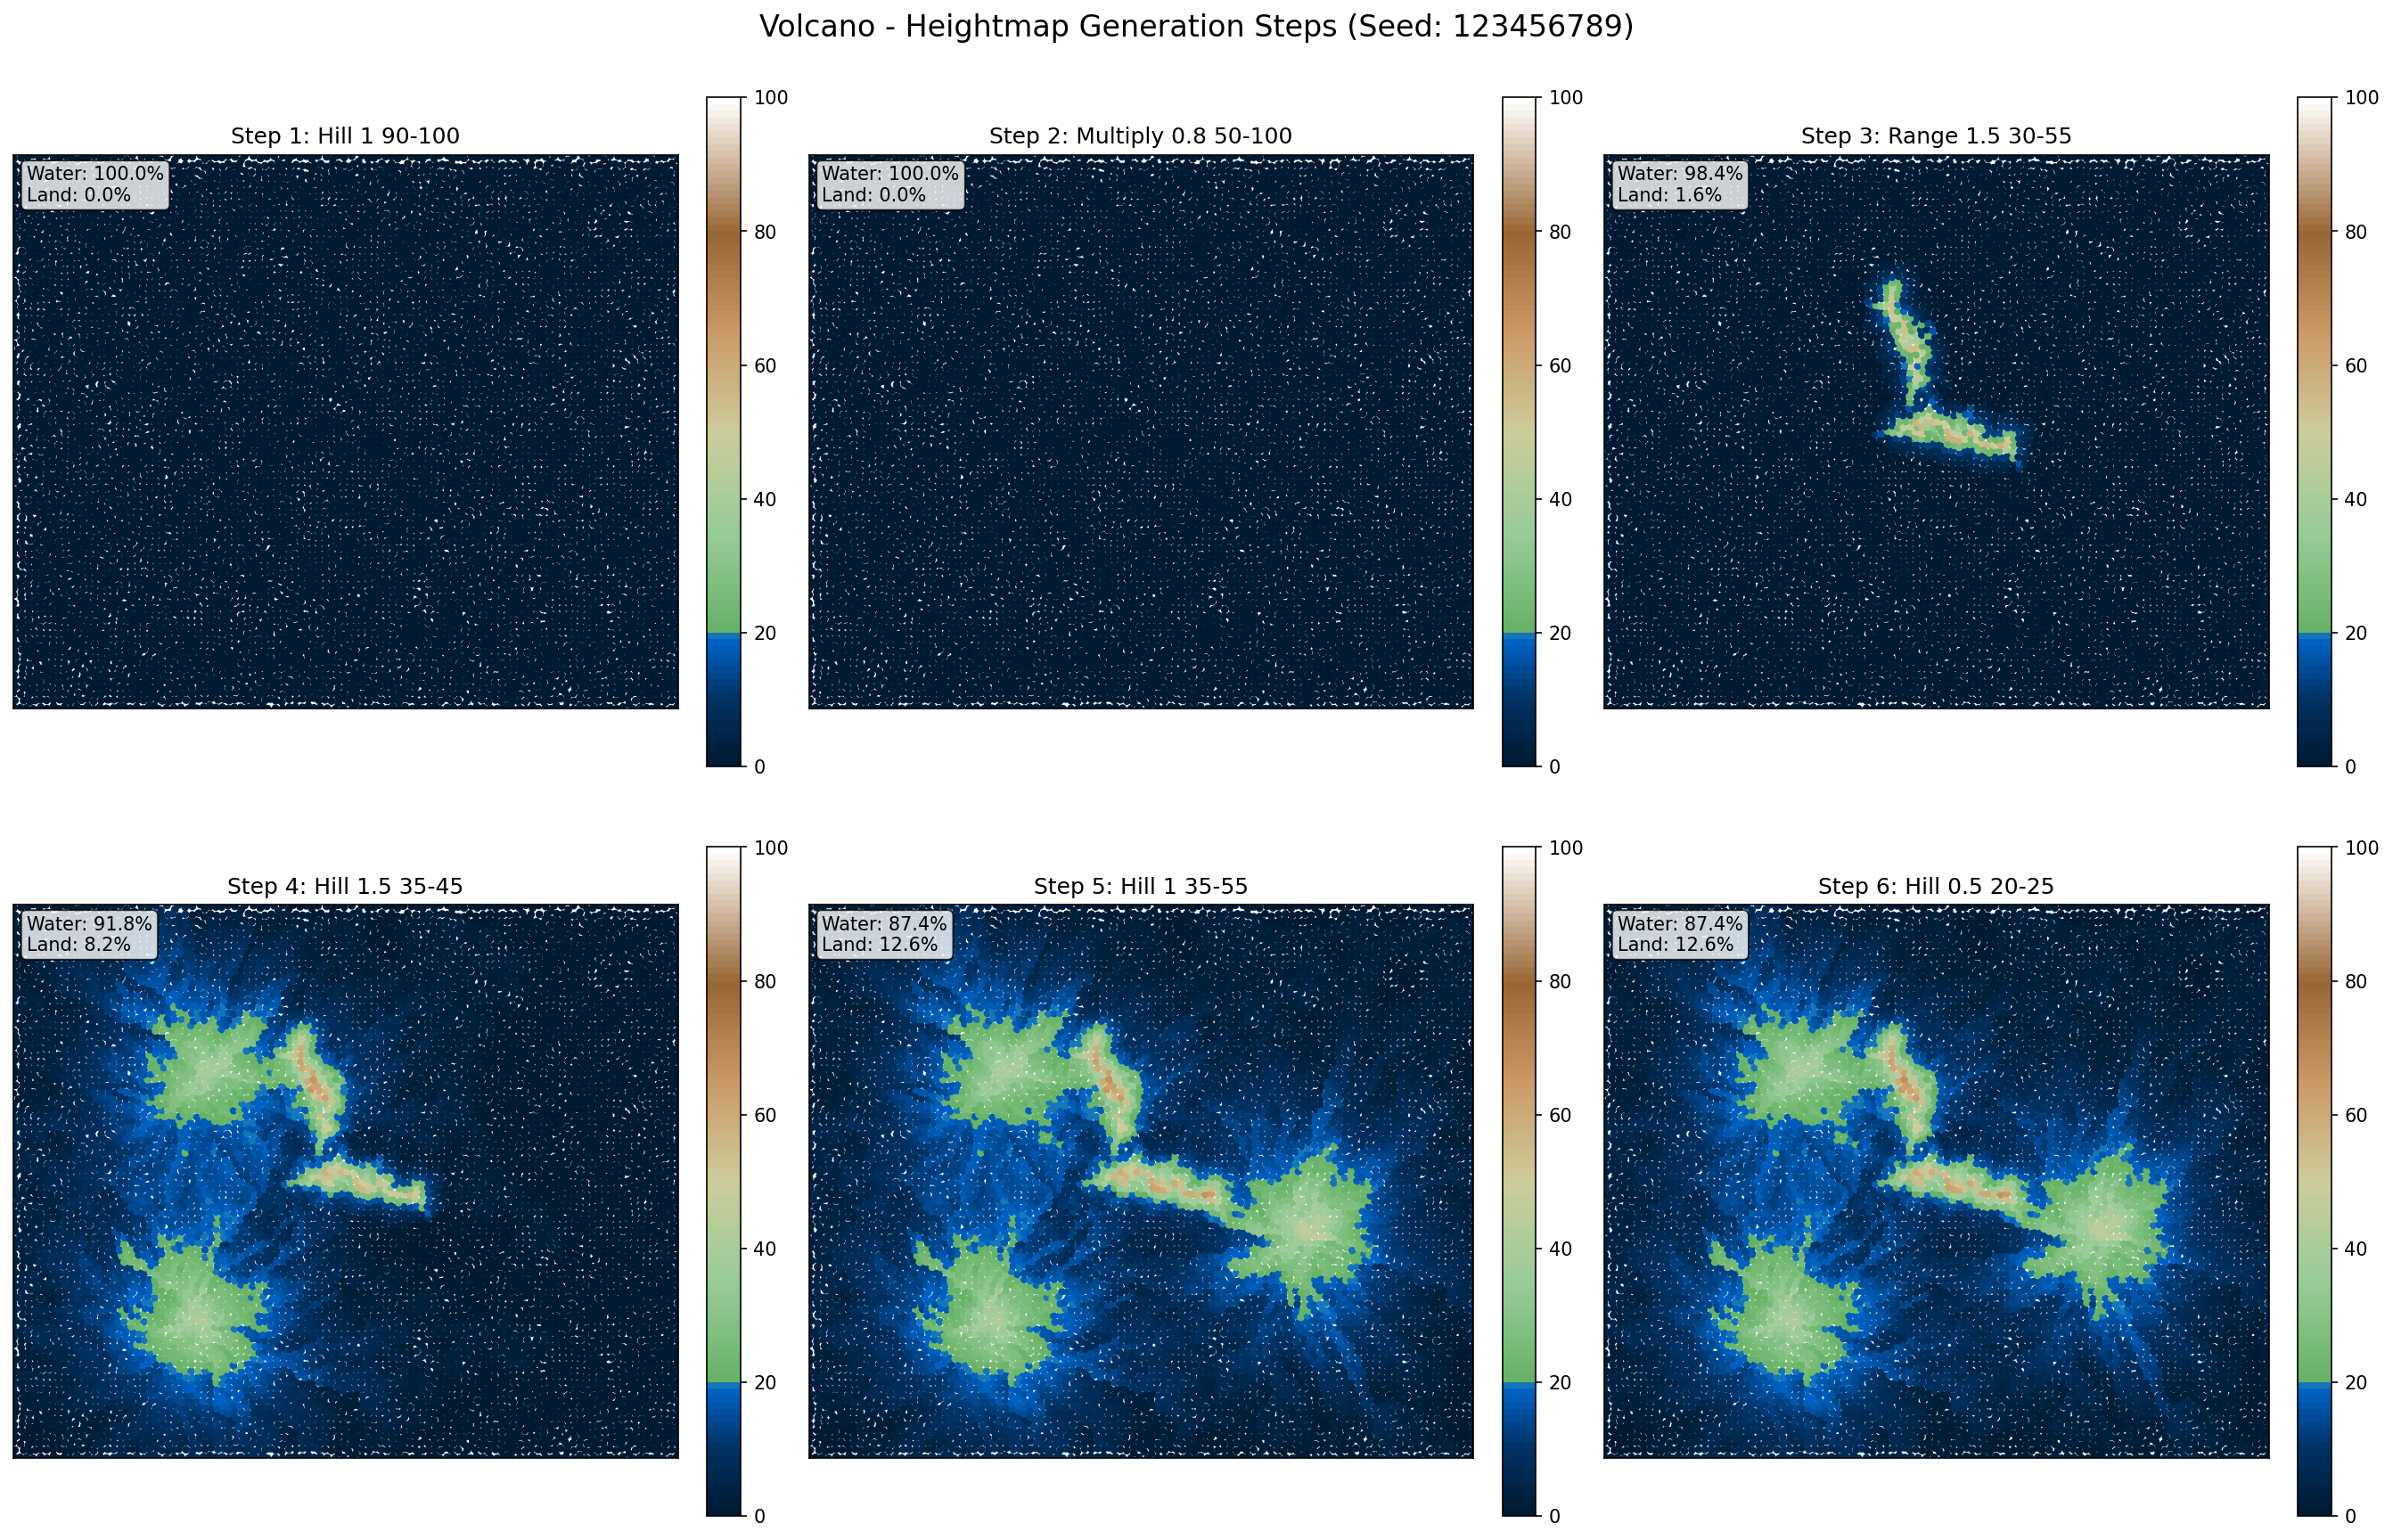 Volcano - Heightmap Generation Steps (Seed: 123456789)
Step 1: Hill 1 90-100
Water: 100.0%
Land: 0.0%
100
80
60
40
20
0
Step 2: Multiply 0.8 50-100
Water: 100.0%
Land: 0.0%
100
80
60
40
20
0
Step 3: Range 1.5 30-55
Water: 98.4%
Land: 1.6%
100
80
60
40
20
0
Step 4: Hill 1.5 35-45
Water: 91.8%
Land: 8.2%
100
80
60
40
20
0
Step 5: Hill 1 35-55
Water: 87.4%
Land: 12.6%
100
80
60
40
20
0
Step 6: Hill 0.5 20-25
Water: 87.4%
Land: 12.6%
100
80
60
40
20
0